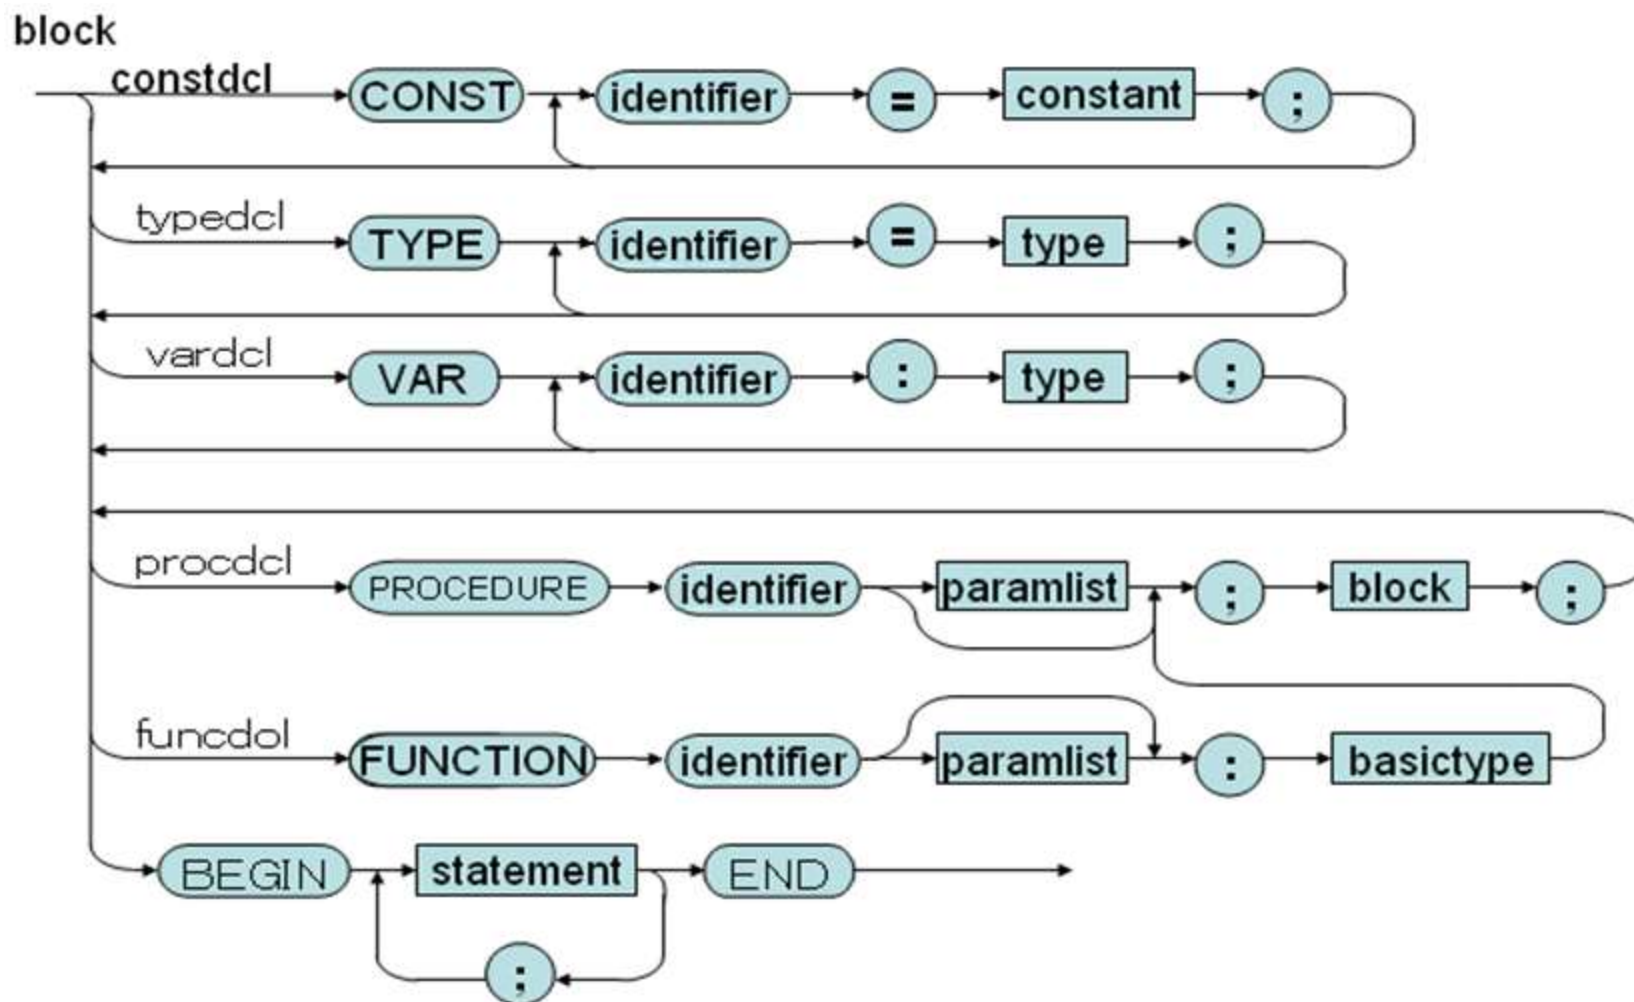 block
constdcl CONST identifier = constant ;
typedcl TYPE identifier = type ;
vardcl VAR identifier : type ;
procdcl PROCEDURE identifier paramlist ; block ;
funcdol FUNCTION identifier paramlist : basictype
BEGIN statement END
;